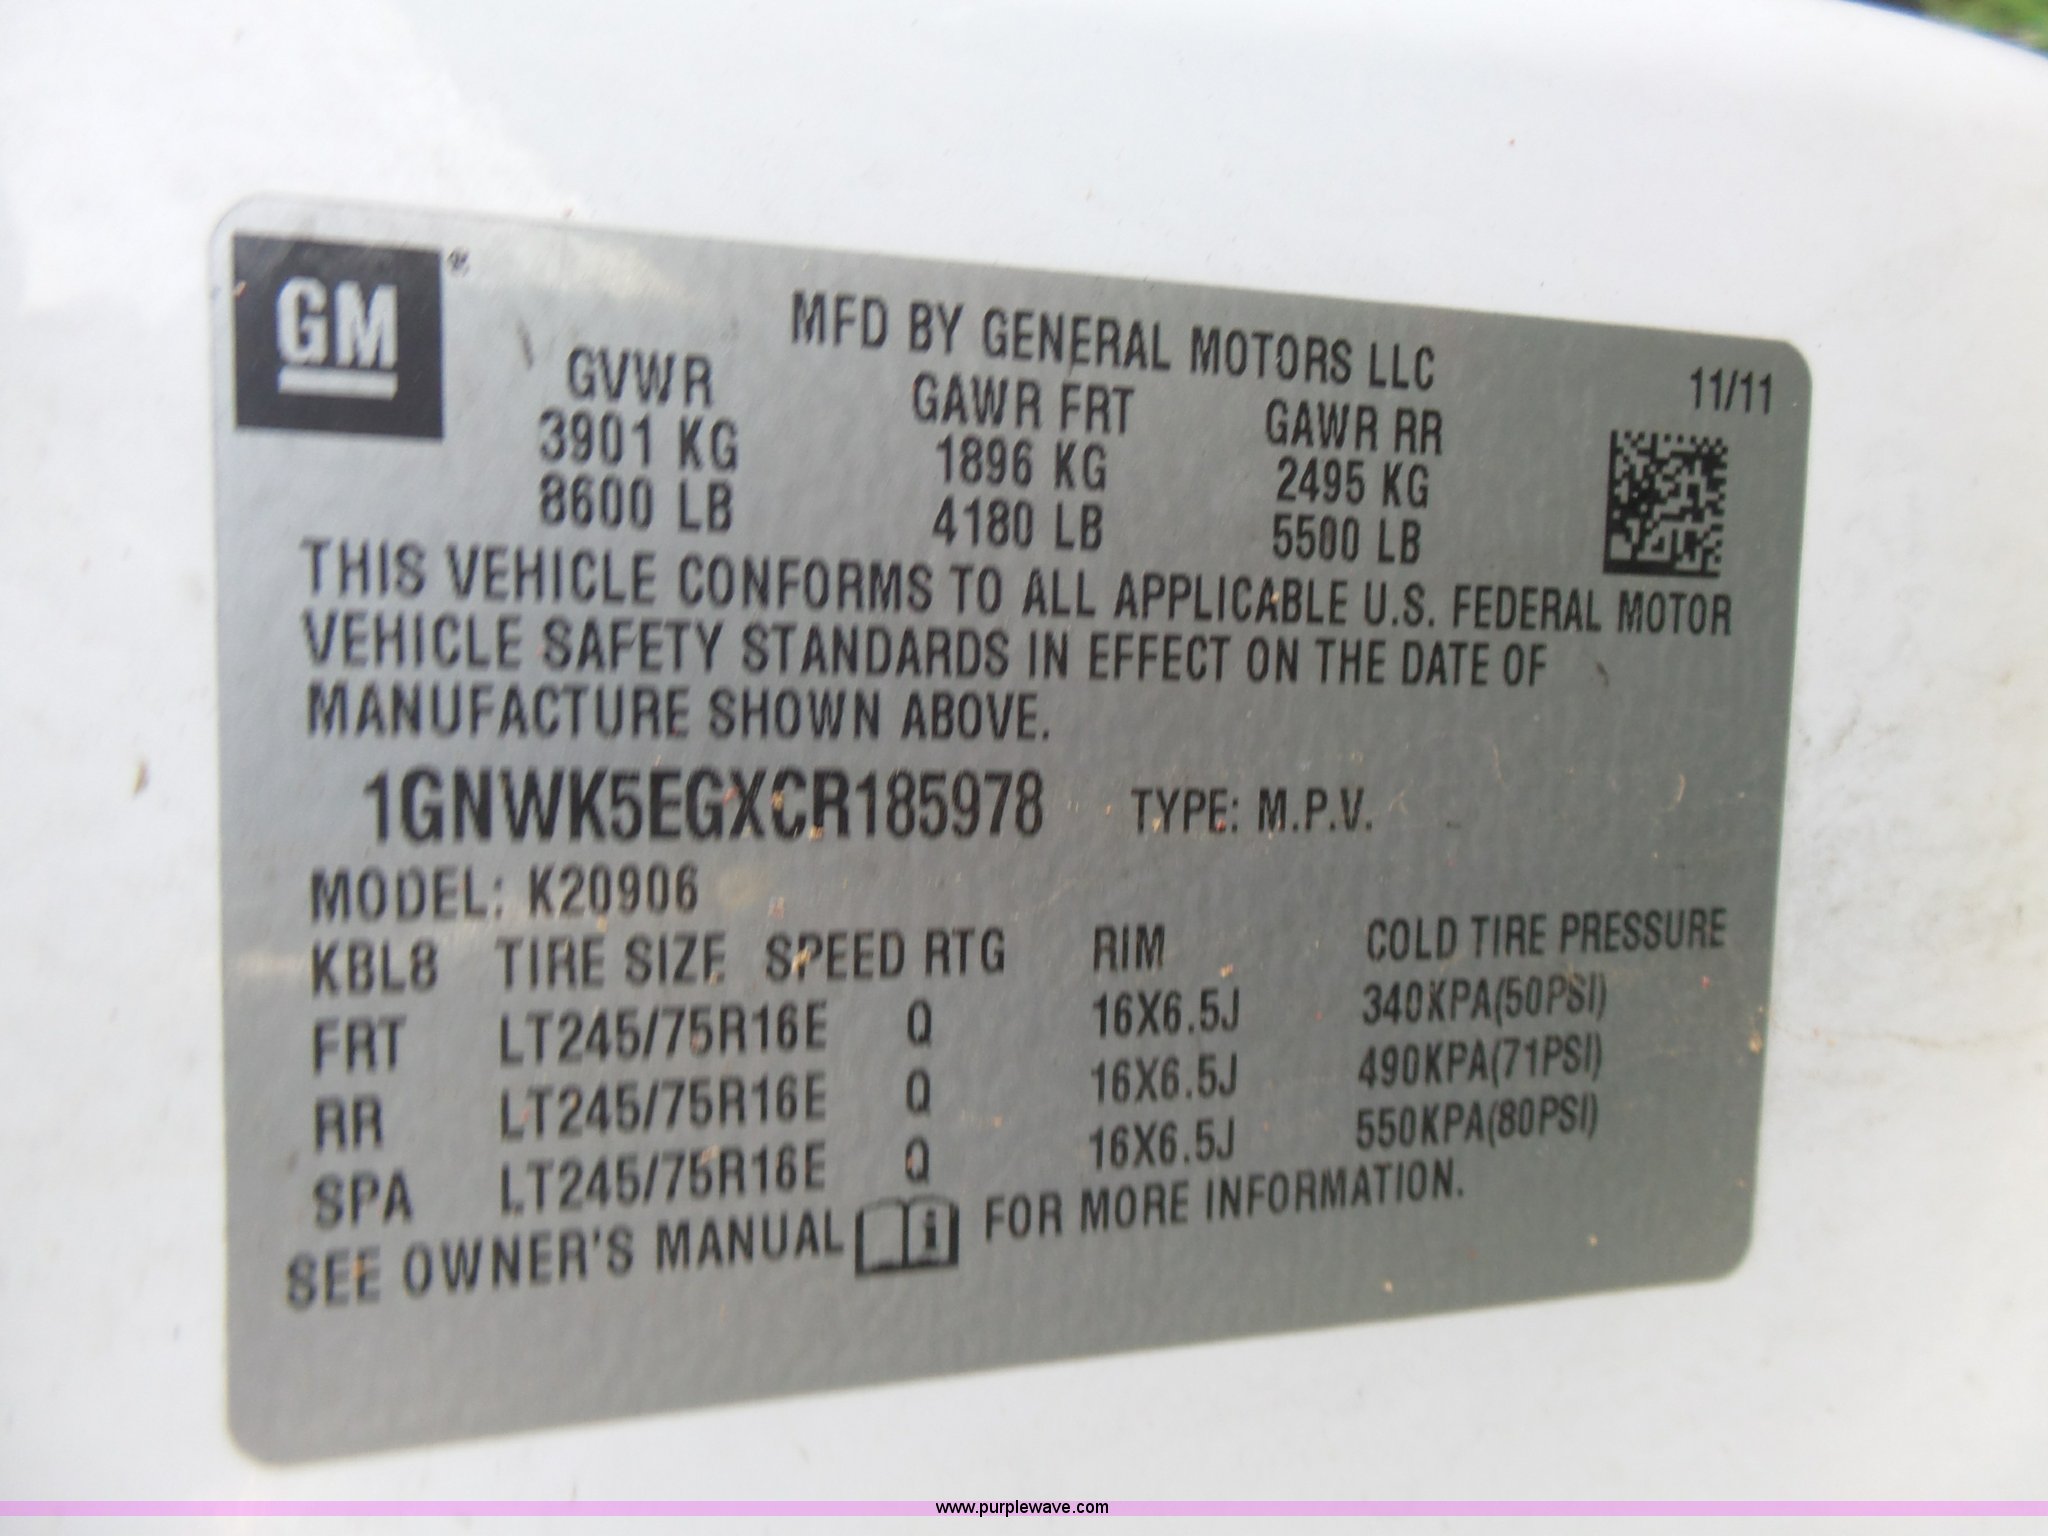 GM ®
MFD BY GENERAL MOTORS LLC
11/11
GVWR GAWR FRT GAWR RR
3901 KG 1896 KG 2495 KG
8600 LB 4180 LB 5500 LB
THIS VEHICLE CONFORMS TO ALL APPLICABLE U.S. FEDERAL MOTOR
VEHICLE SAFETY STANDARDS IN EFFECT ON THE DATE OF
MANUFACTURE SHOWN ABOVE.
1GNWK5EGXCR185978 TYPE: M.P.V.
MODEL: K20906
KBL8 TIRE SIZE SPEED RTG RIM COLD TIRE PRESSURE
FRT LT245/75R16E Q 16X6.5J 340KPA(50PSI)
RR LT245/75R16E Q 16X6.5J 490KPA(71PSI)
SPA LT245/75R16E Q 16X6.5J 550KPA(80PSI)
SEE OWNER'S MANUAL i FOR MORE INFORMATION.
www.purplewave.com